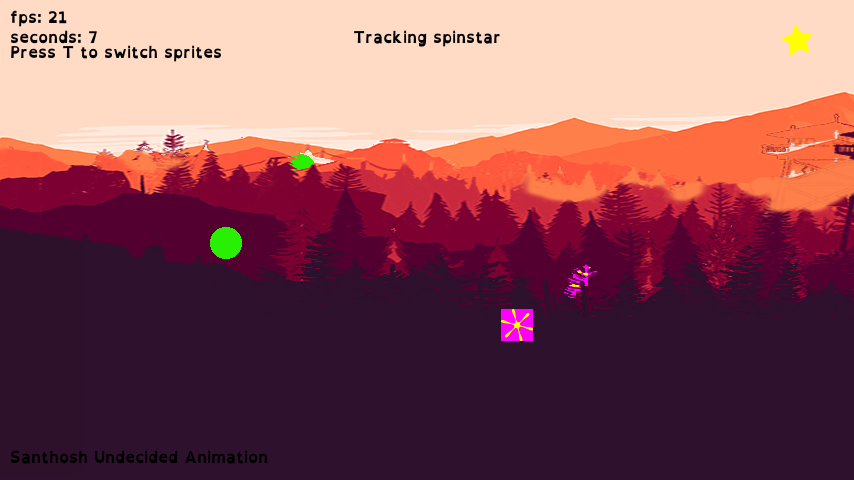 fps: 21
seconds: 7
Press T to switch sprites
Tracking spinstar
Santhosh Undecided Animation